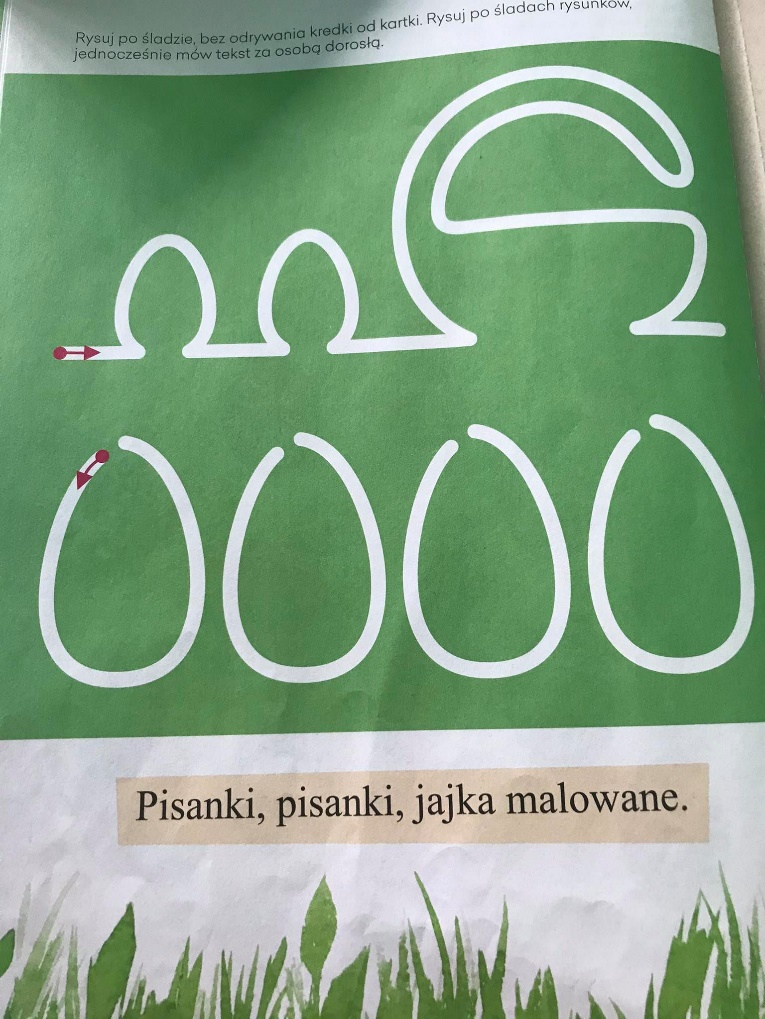 Rysuj po śladzie, bez odrywania kredki od kartki. Rysuj po śladach rysunków,
jednocześnie mów tekst za osobą dorosłą.
Pisanki, pisanki, jajka malowane.